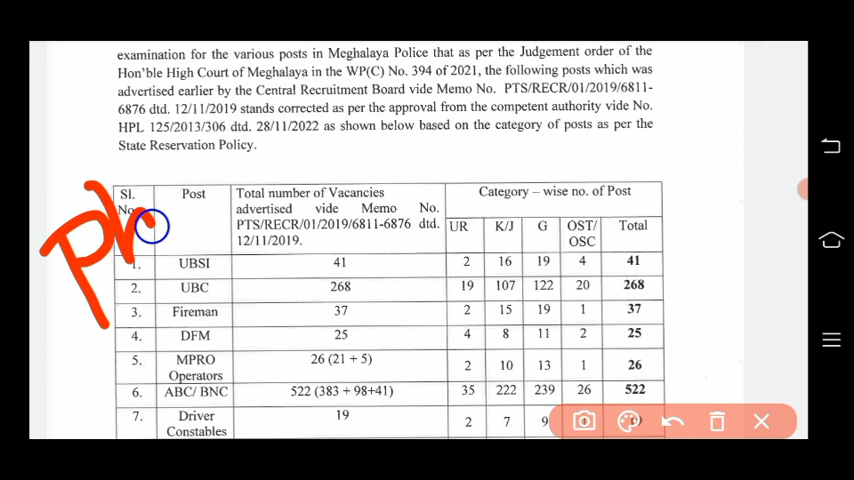 examination for the various posts in Meghalaya Police that as per the Judgement order of the
Hon'ble High Court of Meghalaya in the WP(C) No. 394 of 2021, the following posts which was
advertised earlier by the Central Recruitment Board vide Memo No. PTS/RECR/01/2019/6811-
6876 dtd. 12/11/2019 stands corrected as per the approval from the competent authority vide No.
HPL 125/2013/306 dtd. 28/11/2022 as shown below based on the category of posts as per the
State Reservation Policy.
Sl. No Post Total number of Vacancies advertised vide Memo No. PTS/RECR/01/2019/6811-6876 dtd. 12/11/2019. Category – wise no. of Post
UR K/J G OST/ OSC Total
1. UBSI 41 2 16 19 4 41
2. UBC 268 19 107 122 20 268
3. Fireman 37 2 15 19 1 37
4. DFM 25 4 8 11 2 25
5. MPRO Operators 26 (21 + 5) 2 10 13 1 26
6. ABC/ BNC 522 (383 + 98+41) 35 222 239 26 522
7. Driver Constables 19 2 7 9